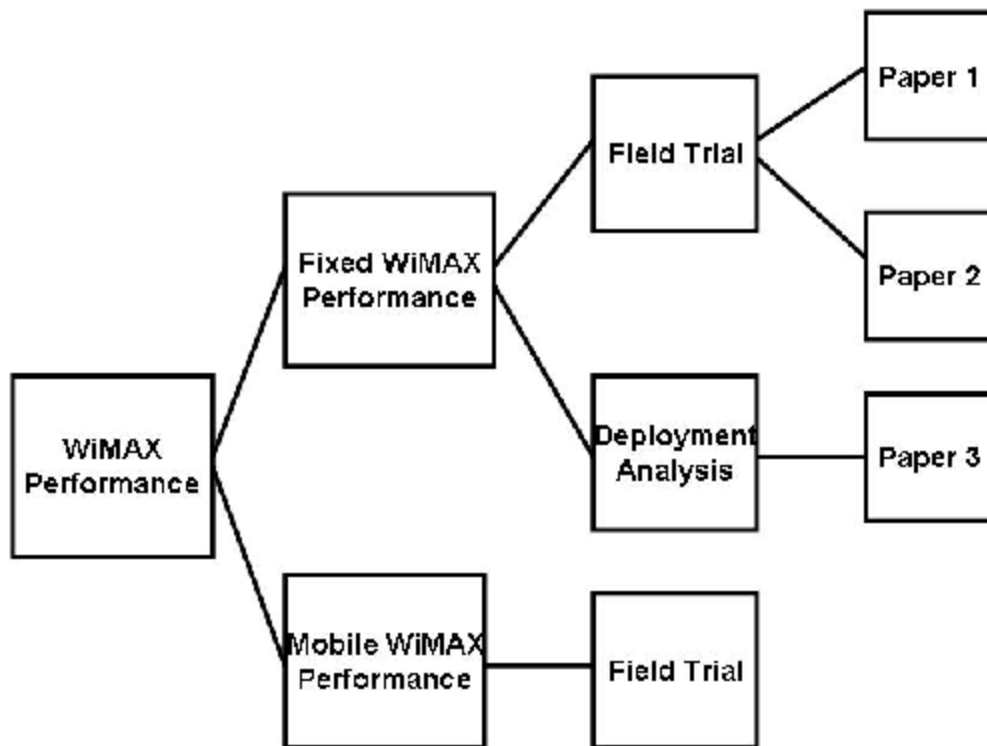 Paper 1
Field Trial
Paper 2
Fixed WiMAX
Performance
WiMAX
Performance
Deployment
Analysis
Paper 3
Mobile WiMAX
Performance
Field Trial